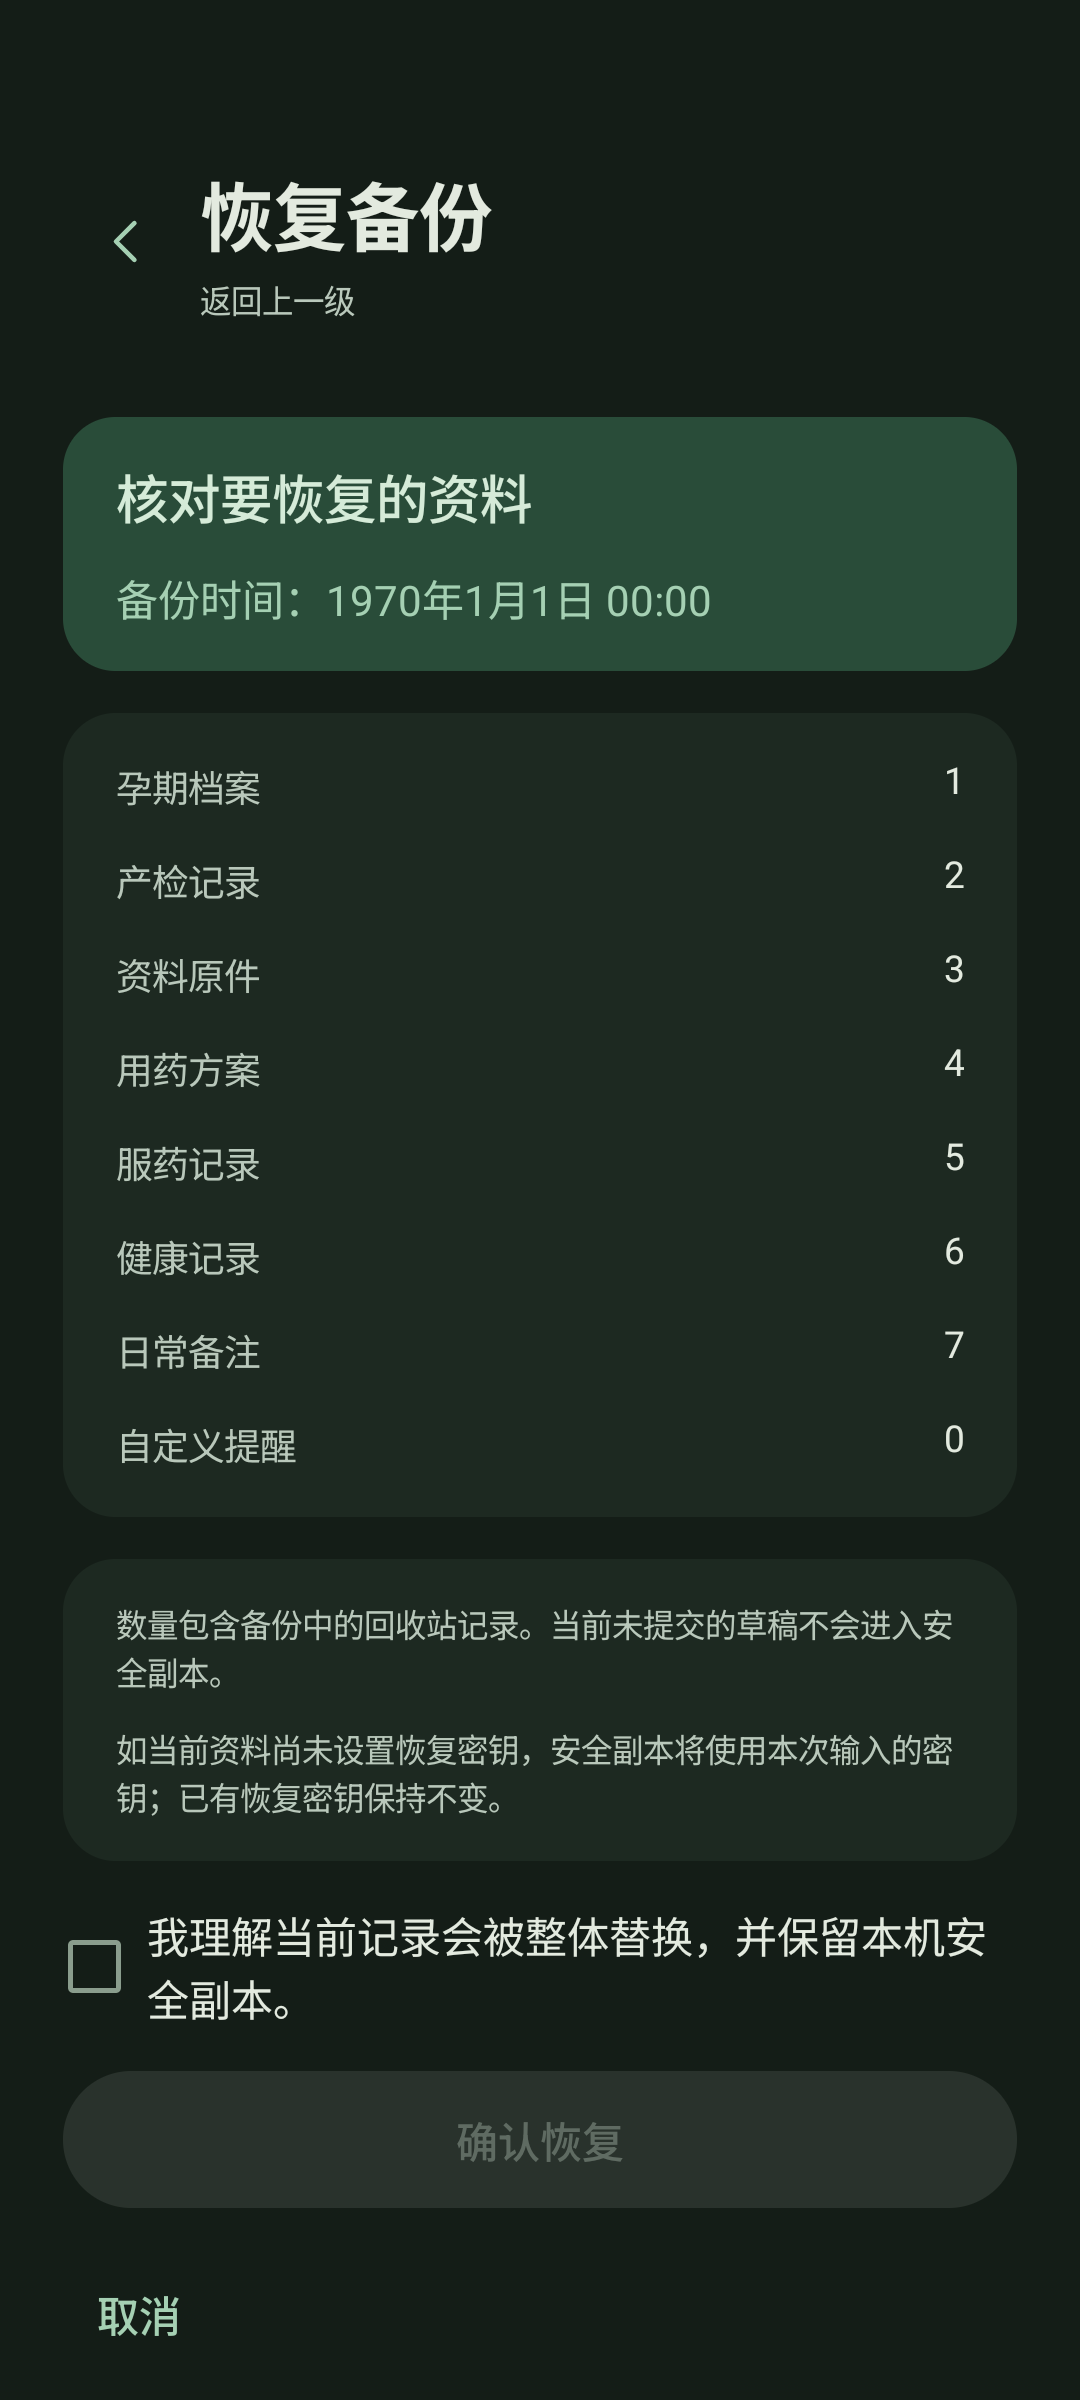 恢复备份
返回上一级
核对要恢复的资料
备份时间：1970年1月1日 00:00
孕期档案 1
产检记录 2
资料原件 3
用药方案 4
服药记录 5
健康记录 6
日常备注 7
自定义提醒 0
数量包含备份中的回收站记录。当前未提交的草稿不会进入安
全副本。
如当前资料尚未设置恢复密钥，安全副本将使用本次输入的密
钥；已有恢复密钥保持不变。
我理解当前记录会被整体替换，并保留本机安
全副本。
确认恢复
取消